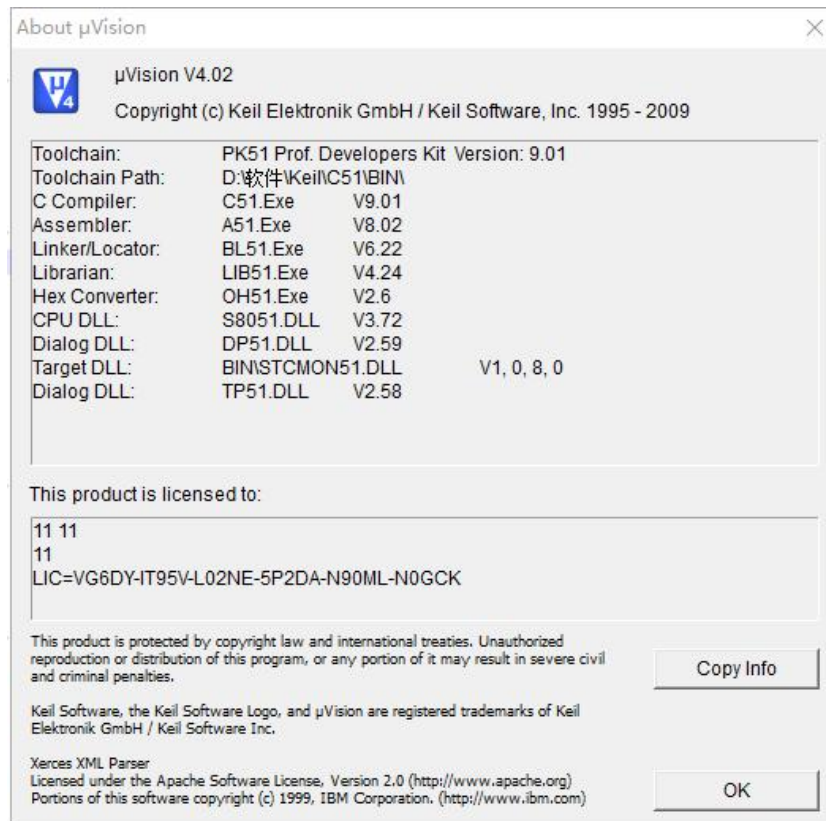 About µVision
µVision V4.02
Copyright (c) Keil Elektronik GmbH / Keil Software, Inc. 1995 - 2009
Toolchain: PK51 Prof. Developers Kit Version: 9.01
Toolchain Path: D:\软件\Keil\C51\BIN\
C Compiler: C51.Exe V9.01
Assembler: A51.Exe V8.02
Linker/Locator: BL51.Exe V6.22
Librarian: LIB51.Exe V4.24
Hex Converter: OH51.Exe V2.6
CPU DLL: S8051.DLL V3.72
Dialog DLL: DP51.DLL V2.59
Target DLL: BIN\STCMON51.DLL V1, 0, 8, 0
Dialog DLL: TP51.DLL V2.58
This product is licensed to:
11 11
11
LIC=VG6DY-IT95V-L02NE-5P2DA-N90ML-N0GCK
This product is protected by copyright law and international treaties. Unauthorized
reproduction or distribution of this program, or any portion of it may result in severe civil
and criminal penalties.
Copy Info
Keil Software, the Keil Software Logo, and µVision are registered trademarks of Keil
Elektronik GmbH / Keil Software Inc.
Xerces XML Parser
Licensed under the Apache Software License, Version 2.0 (http://www.apache.org)
Portions of this software copyright (c) 1999, IBM Corporation. (http://www.ibm.com)
OK